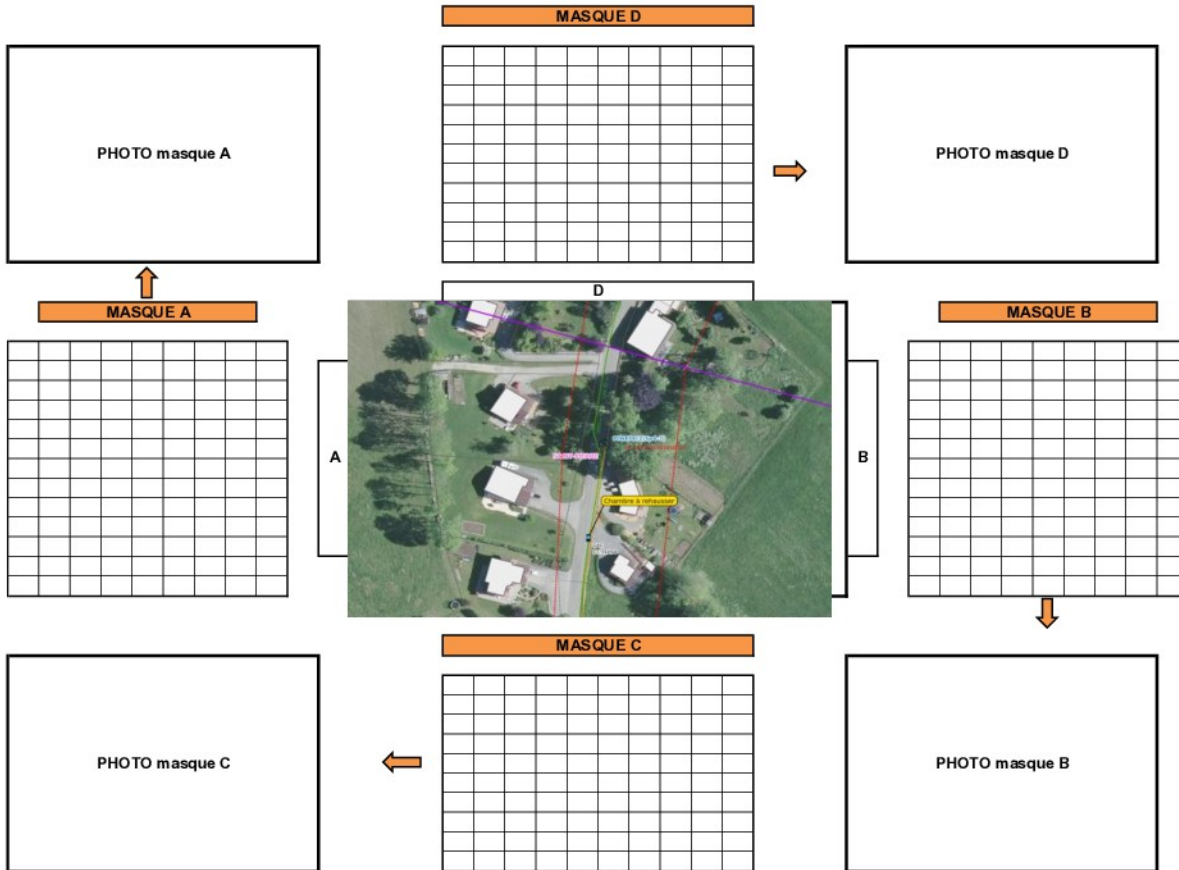 MASQUE D
PHOTO masque A
PHOTO masque D
D
MASQUE A
MASQUE B
A
B
Chambre à rehausser
MASQUE C
PHOTO masque C
PHOTO masque B